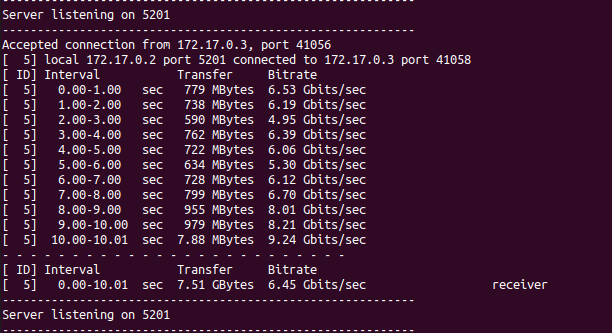 -----------------------------------------------------------
Server listening on 5201
-----------------------------------------------------------
Accepted connection from 172.17.0.3, port 41056
[  5] local 172.17.0.2 port 5201 connected to 172.17.0.3 port 41058
[ ID] Interval           Transfer     Bitrate
[  5]   0.00-1.00   sec   779 MBytes  6.53 Gbits/sec
[  5]   1.00-2.00   sec   738 MBytes  6.19 Gbits/sec
[  5]   2.00-3.00   sec   590 MBytes  4.95 Gbits/sec
[  5]   3.00-4.00   sec   762 MBytes  6.39 Gbits/sec
[  5]   4.00-5.00   sec   722 MBytes  6.06 Gbits/sec
[  5]   5.00-6.00   sec   634 MBytes  5.30 Gbits/sec
[  5]   6.00-7.00   sec   728 MBytes  6.12 Gbits/sec
[  5]   7.00-8.00   sec   799 MBytes  6.70 Gbits/sec
[  5]   8.00-9.00   sec   955 MBytes  8.01 Gbits/sec
[  5]   9.00-10.00  sec   979 MBytes  8.21 Gbits/sec
[  5]  10.00-10.01  sec  7.88 MBytes  9.24 Gbits/sec
- - - - - - - - - - - - - - - - - - - - - - - - -
[ ID] Interval           Transfer     Bitrate
[  5]   0.00-10.01  sec  7.51 GBytes  6.45 Gbits/sec                  receiver
-----------------------------------------------------------
Server listening on 5201
-----------------------------------------------------------